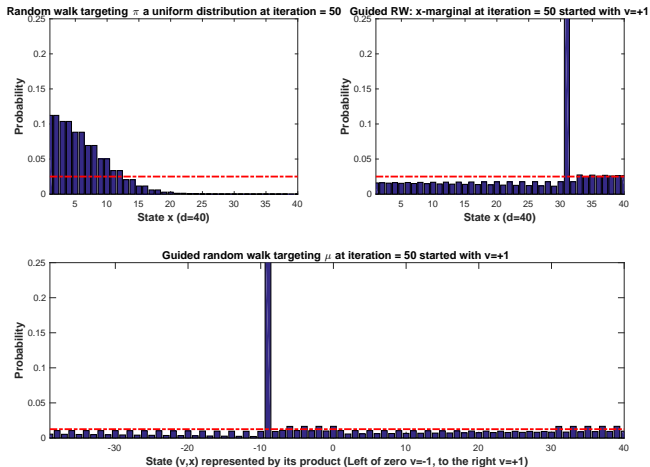 Random walk targeting π a uniform distribution at iteration = 50
Guided RW: x-marginal at iteration = 50 started with v=+1
0.25
0.2
0.15
0.1
0.05
0
Probability
5 10 15 20 25 30 35 40
State x (d=40)
0.25
0.2
0.15
0.1
0.05
0
Probability
5 10 15 20 25 30 35 40
State x (d=40)
Guided random walk targeting μ at iteration = 50 started with v=+1
0.25
0.2
0.15
0.1
0.05
0
Probability
-30 -20 -10 0 10 20 30 40
State (v,x) represented by its product (Left of zero v=-1, to the right v=+1)